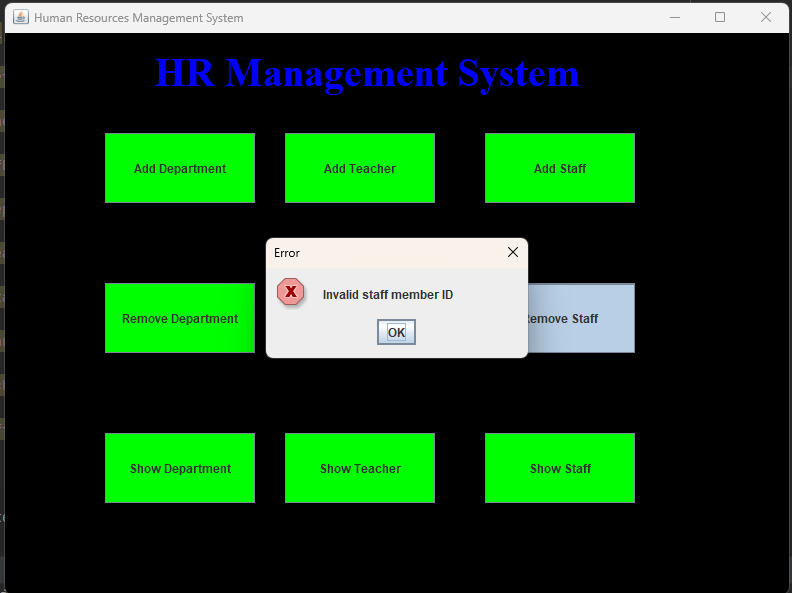 Human Resources Management System
HR Management System
Add Department
Add Teacher
Add Staff
Error
Invalid staff member ID
OK
Remove Department
Remove Staff
Show Department
Show Teacher
Show Staff